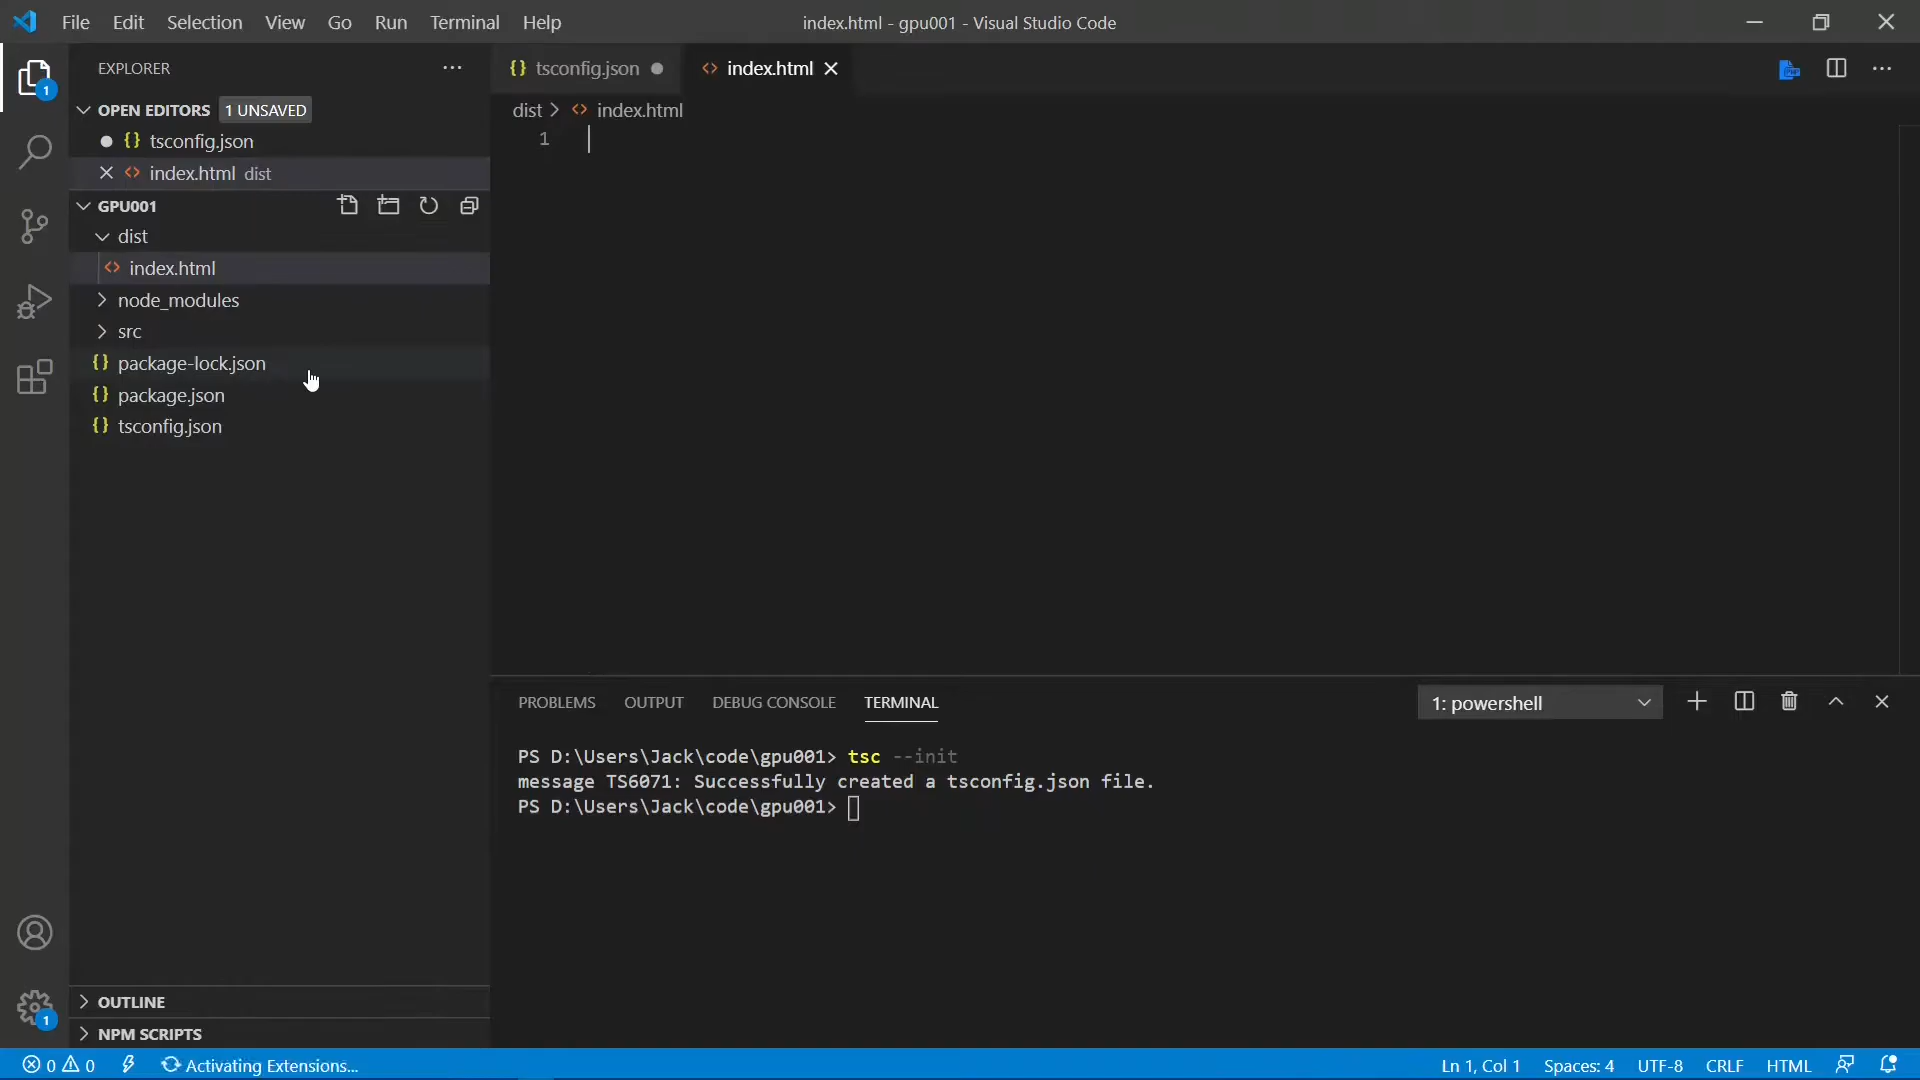 File Edit Selection View Go Run Terminal Help
index.html - gpu001 - Visual Studio Code
EXPLORER
OPEN EDITORS 1 UNSAVED
tsconfig.json
index.html dist
GPU001
dist
index.html
node_modules
src
package-lock.json
package.json
tsconfig.json
OUTLINE
NPM SCRIPTS
1
1
tsconfig.json index.html
dist > index.html
1
PROBLEMS OUTPUT DEBUG CONSOLE TERMINAL
1: powershell
PS D:\Users\Jack\code\gpu001> tsc --init
message TS6071: Successfully created a tsconfig.json file.
PS D:\Users\Jack\code\gpu001>
0 0 Activating Extensions...
Ln 1, Col 1 Spaces: 4 UTF-8 CRLF HTML